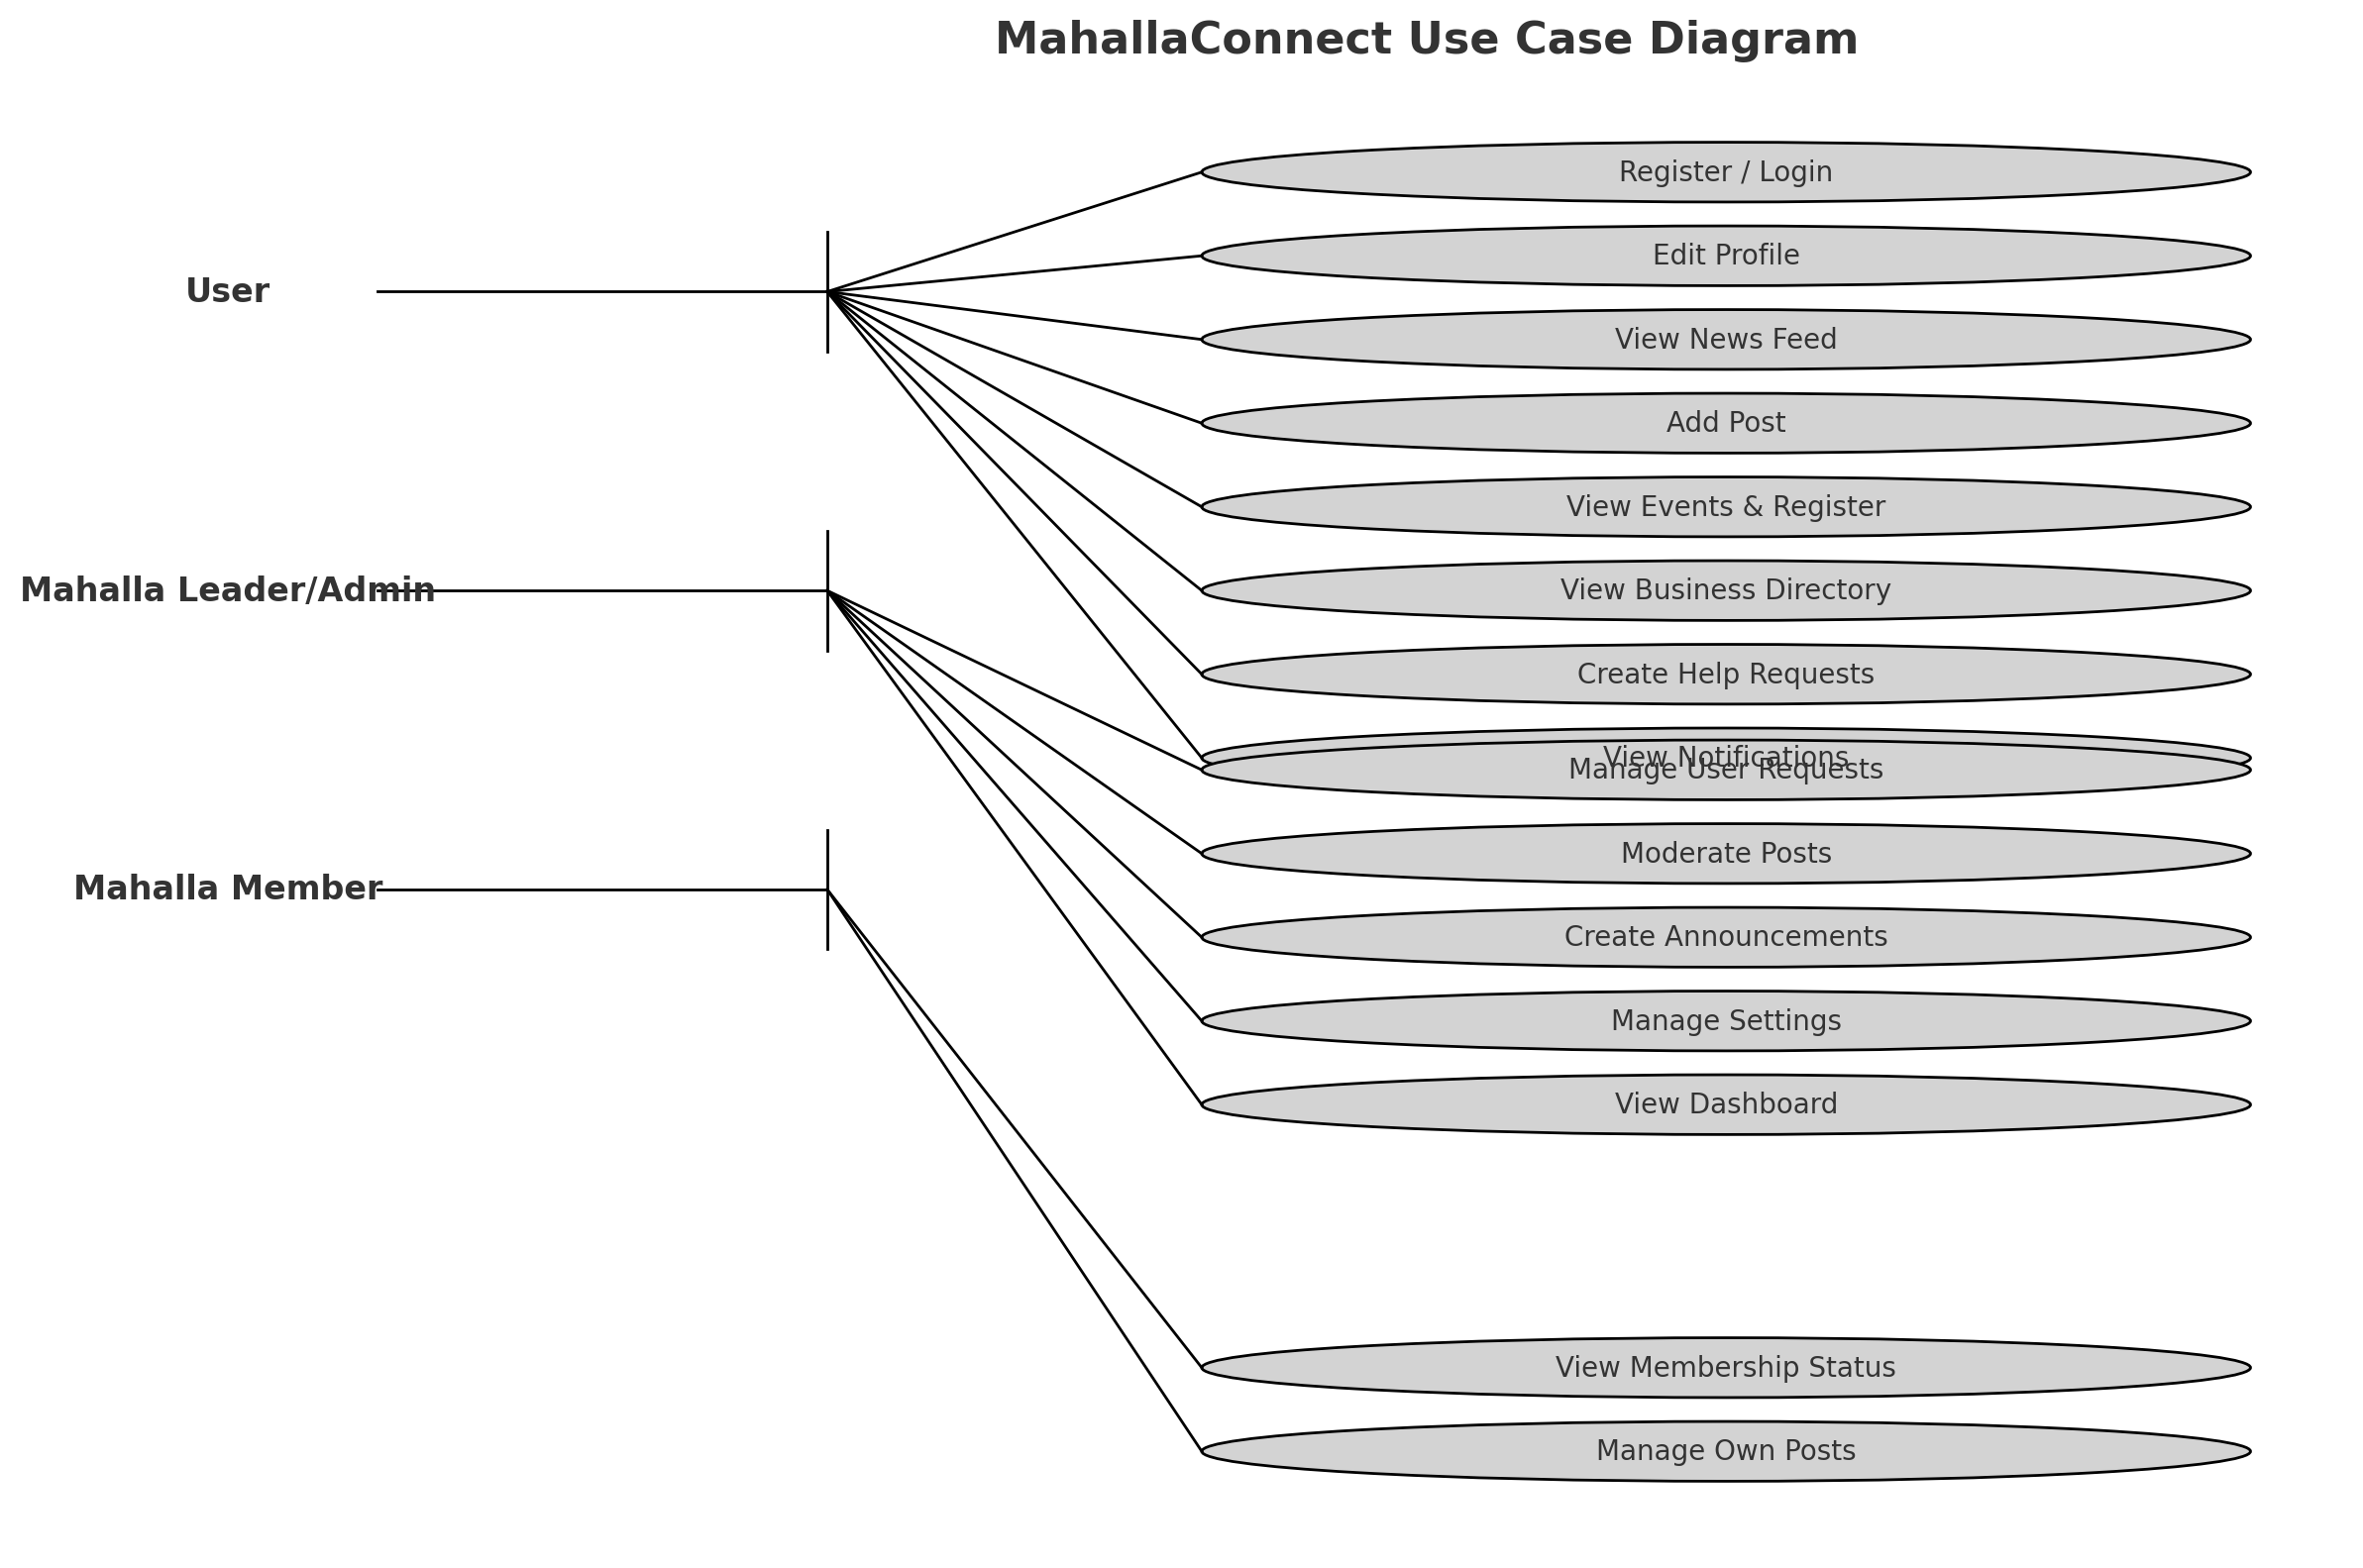 MahallaConnect Use Case Diagram
Register / Login
Edit Profile
User
View News Feed
Add Post
View Events & Register
Mahalla Leader/Admin
View Business Directory
Create Help Requests
View Notifications
Manage User Requests
Moderate Posts
Mahalla Member
Create Announcements
Manage Settings
View Dashboard
View Membership Status
Manage Own Posts